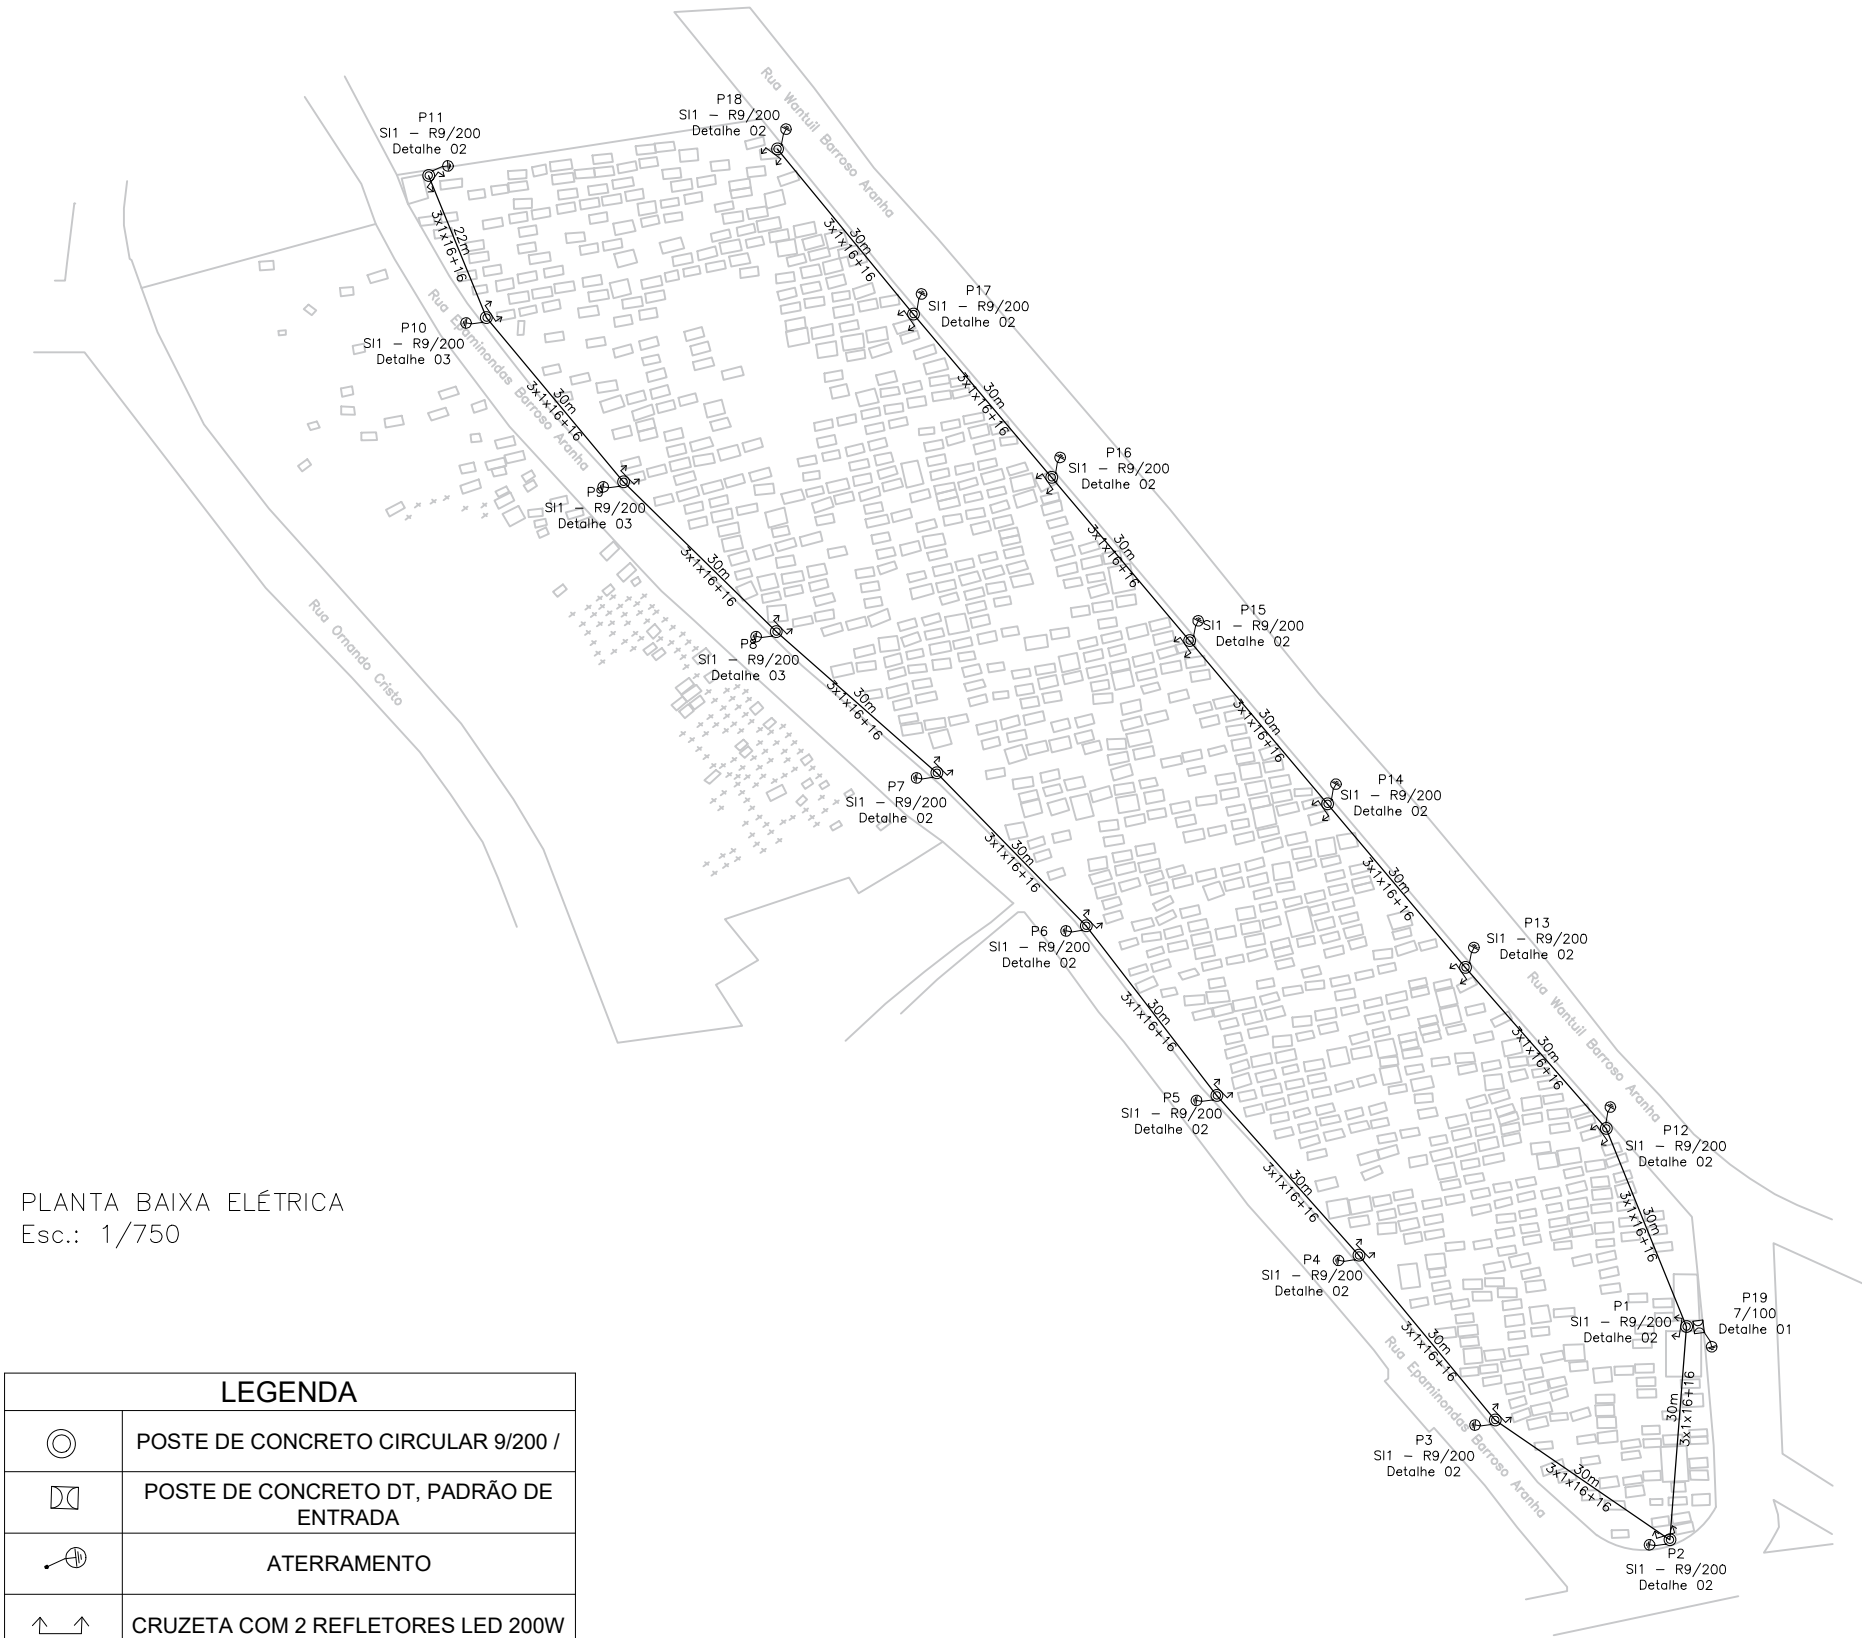 Rua Wantuil Barroso Aranha
P18
SI1 - R9/200
Detalhe 02
P11
SI1 - R9/200
Detalhe 02
22m
3x1x16+16
30m
3x1x16+16
P17
SI1 - R9/200
Detalhe 02
P10
SI1 - R9/200
Detalhe 03
Rua Epaminondas Barroso Aranha
30m
3x1x16+16
30m
3x1x16+16
P16
SI1 - R9/200
Detalhe 02
P9
SI1 - R9/200
Detalhe 03
30m
3x1x16+16
30m
3x1x16+16
P15
SI1 - R9/200
Detalhe 02
Rua Ornando Cristo
P8
SI1 - R9/200
Detalhe 03
30m
3x1x16+16
30m
3x1x16+16
P14
SI1 - R9/200
Detalhe 02
P7
SI1 - R9/200
Detalhe 02
30m
3x1x16+16
30m
3x1x16+16
P13
SI1 - R9/200
Detalhe 02
P6
SI1 - R9/200
Detalhe 02
Rua Wantuil Barroso Aranha
30m
3x1x16+16
30m
3x1x16+16
P5
SI1 - R9/200
Detalhe 02
P12
SI1 - R9/200
Detalhe 02
30m
3x1x16+16
30m
3x1x16+16
P4
SI1 - R9/200
Detalhe 02
P1
SI1 - R9/200
Detalhe 02
P19
7/100
Detalhe 01
30m
3x1x16+16
30m
3x1x16+16
Rua Epaminondas Barroso Aranha
P3
SI1 - R9/200
Detalhe 02
30m
3x1x16+16
P2
SI1 - R9/200
Detalhe 02
PLANTA BAIXA ELÉTRICA
Esc.: 1/750
LEGENDA
POSTE DE CONCRETO CIRCULAR 9/200 /
POSTE DE CONCRETO DT, PADRÃO DE
ENTRADA
ATERRAMENTO
CRUZETA COM 2 REFLETORES LED 200W